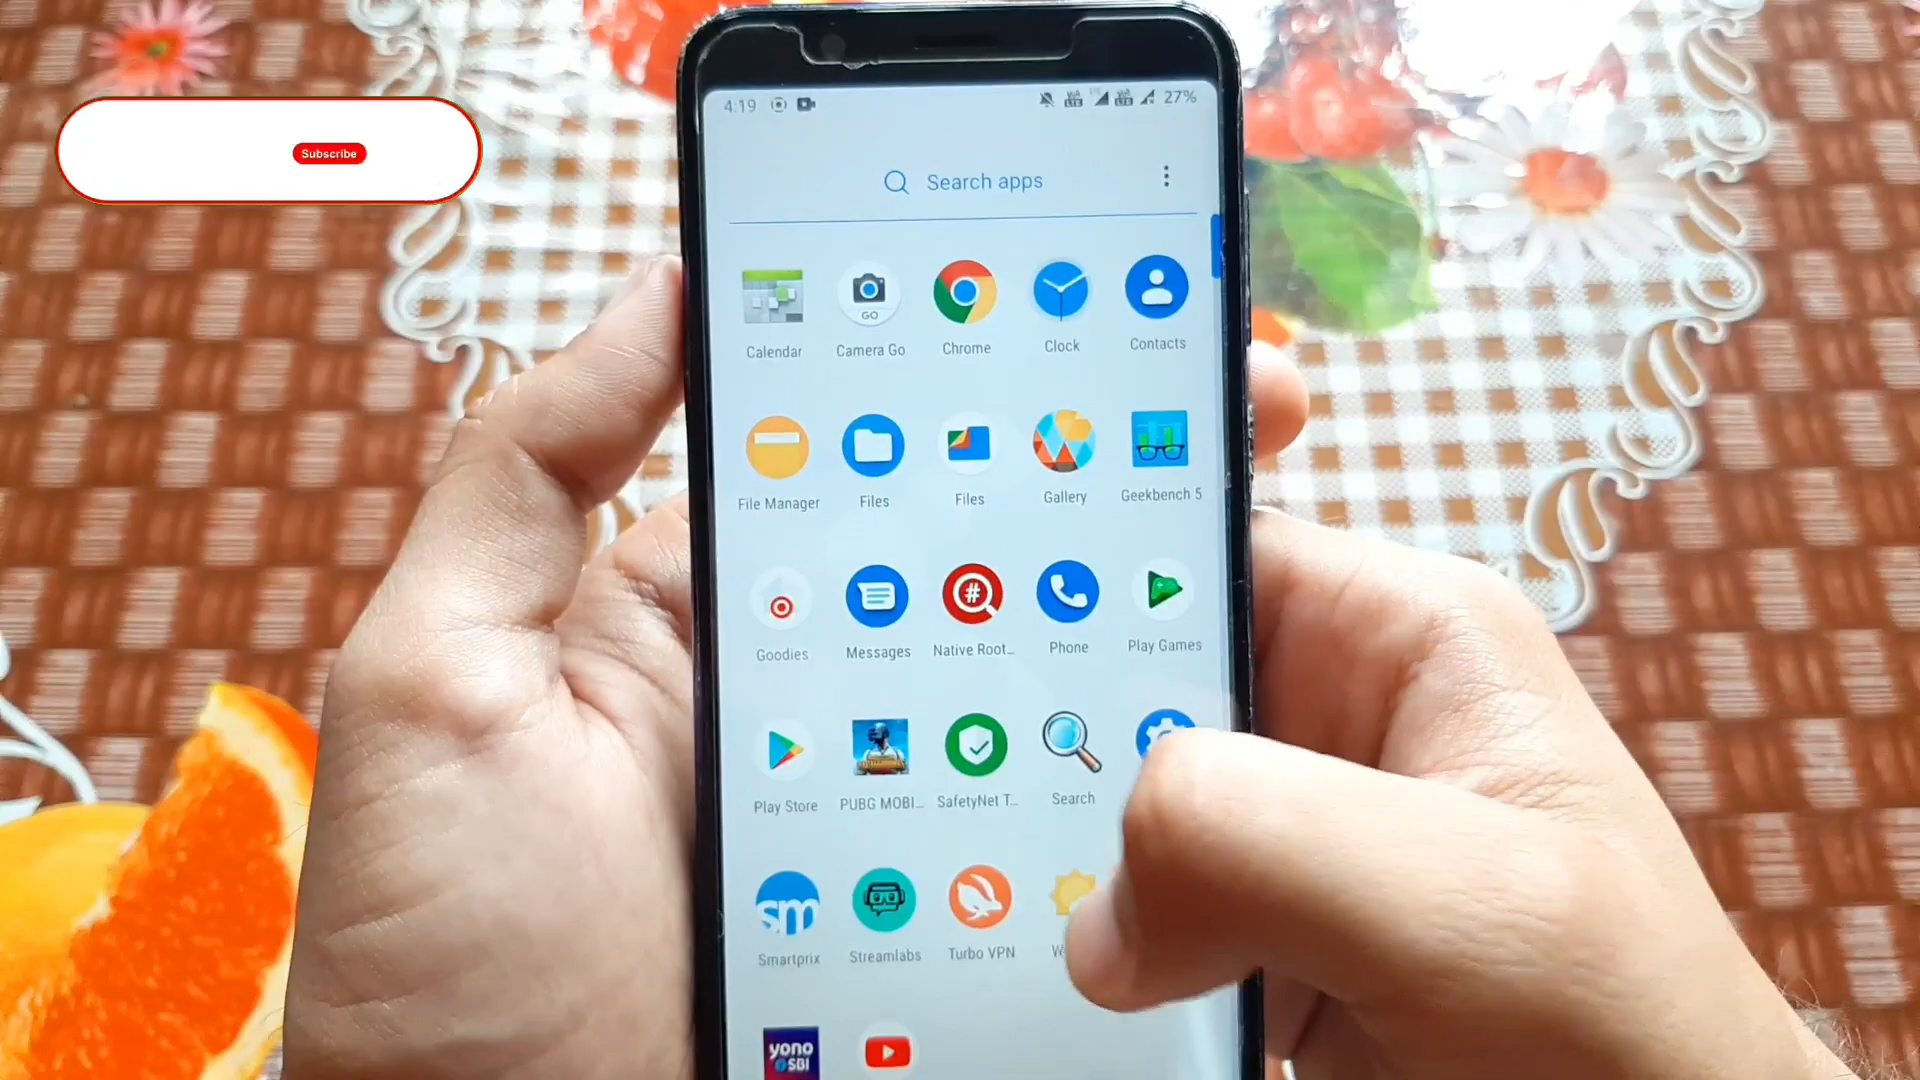 Subscribe
4:19 27%
Search apps
GO
Calendar Camera Go Chrome Clock Contacts
File Manager Files Files Gallery Geekbench 5
#
Goodies Messages Native Root... Phone Play Games
Play Store PUBG MOBI... SafetyNet T... Search
sm
Smartprix Streamlabs Turbo VPN
yono
SBI